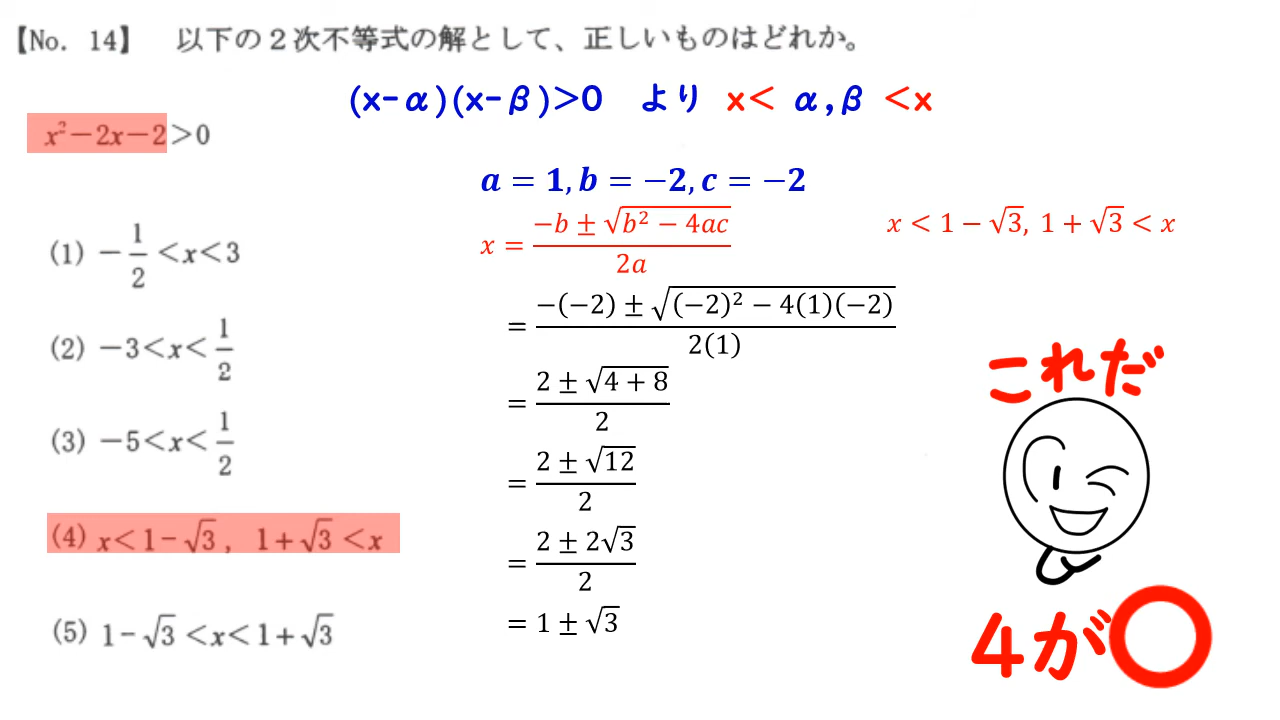 【No. 14】 以下の2次不等式の解として、正しいものはどれか。
(x-α)(x-β)>0 より x< α,β <x
x²－2x－2>0
a = 1, b = −2, c = −2
(1) －1/2 <x<3
(2) －3<x< 1/2
(3) －5<x< 1/2
(4) x<1－√3, 1+√3 <x
(5) 1－√3 <x<1+√3
x = (−b ± √(b² − 4ac))/(2a)
= (−(−2) ± √((−2)² − 4(1)(−2)))/(2(1))
= (2 ± √(4 + 8))/2
= (2 ± √12)/2
= (2 ± 2√3)/2
= 1 ± √3
x < 1 − √3, 1 + √3 < x
これだ
4が〇